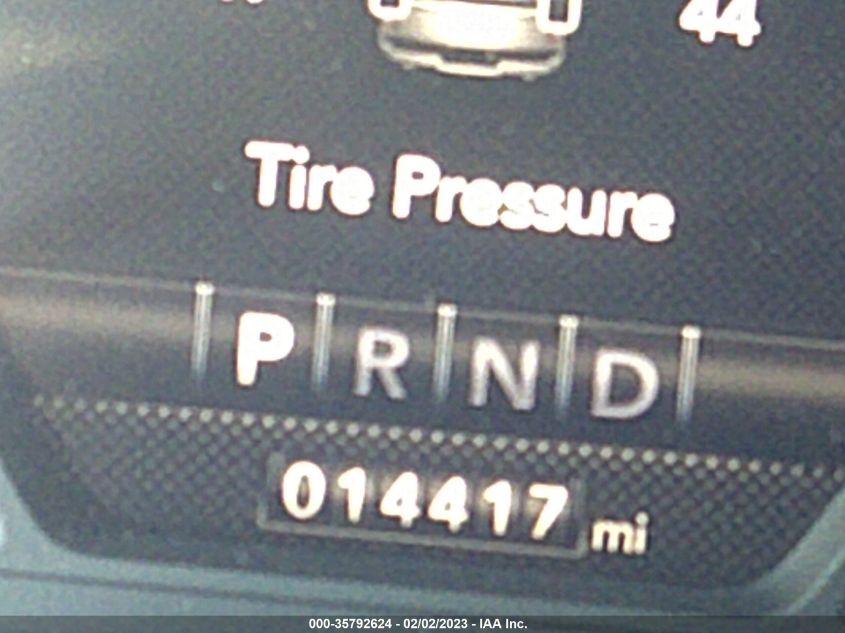 44
Tire Pressure
P R N D
014417 mi
000-35792624 - 02/02/2023 - IAA Inc.